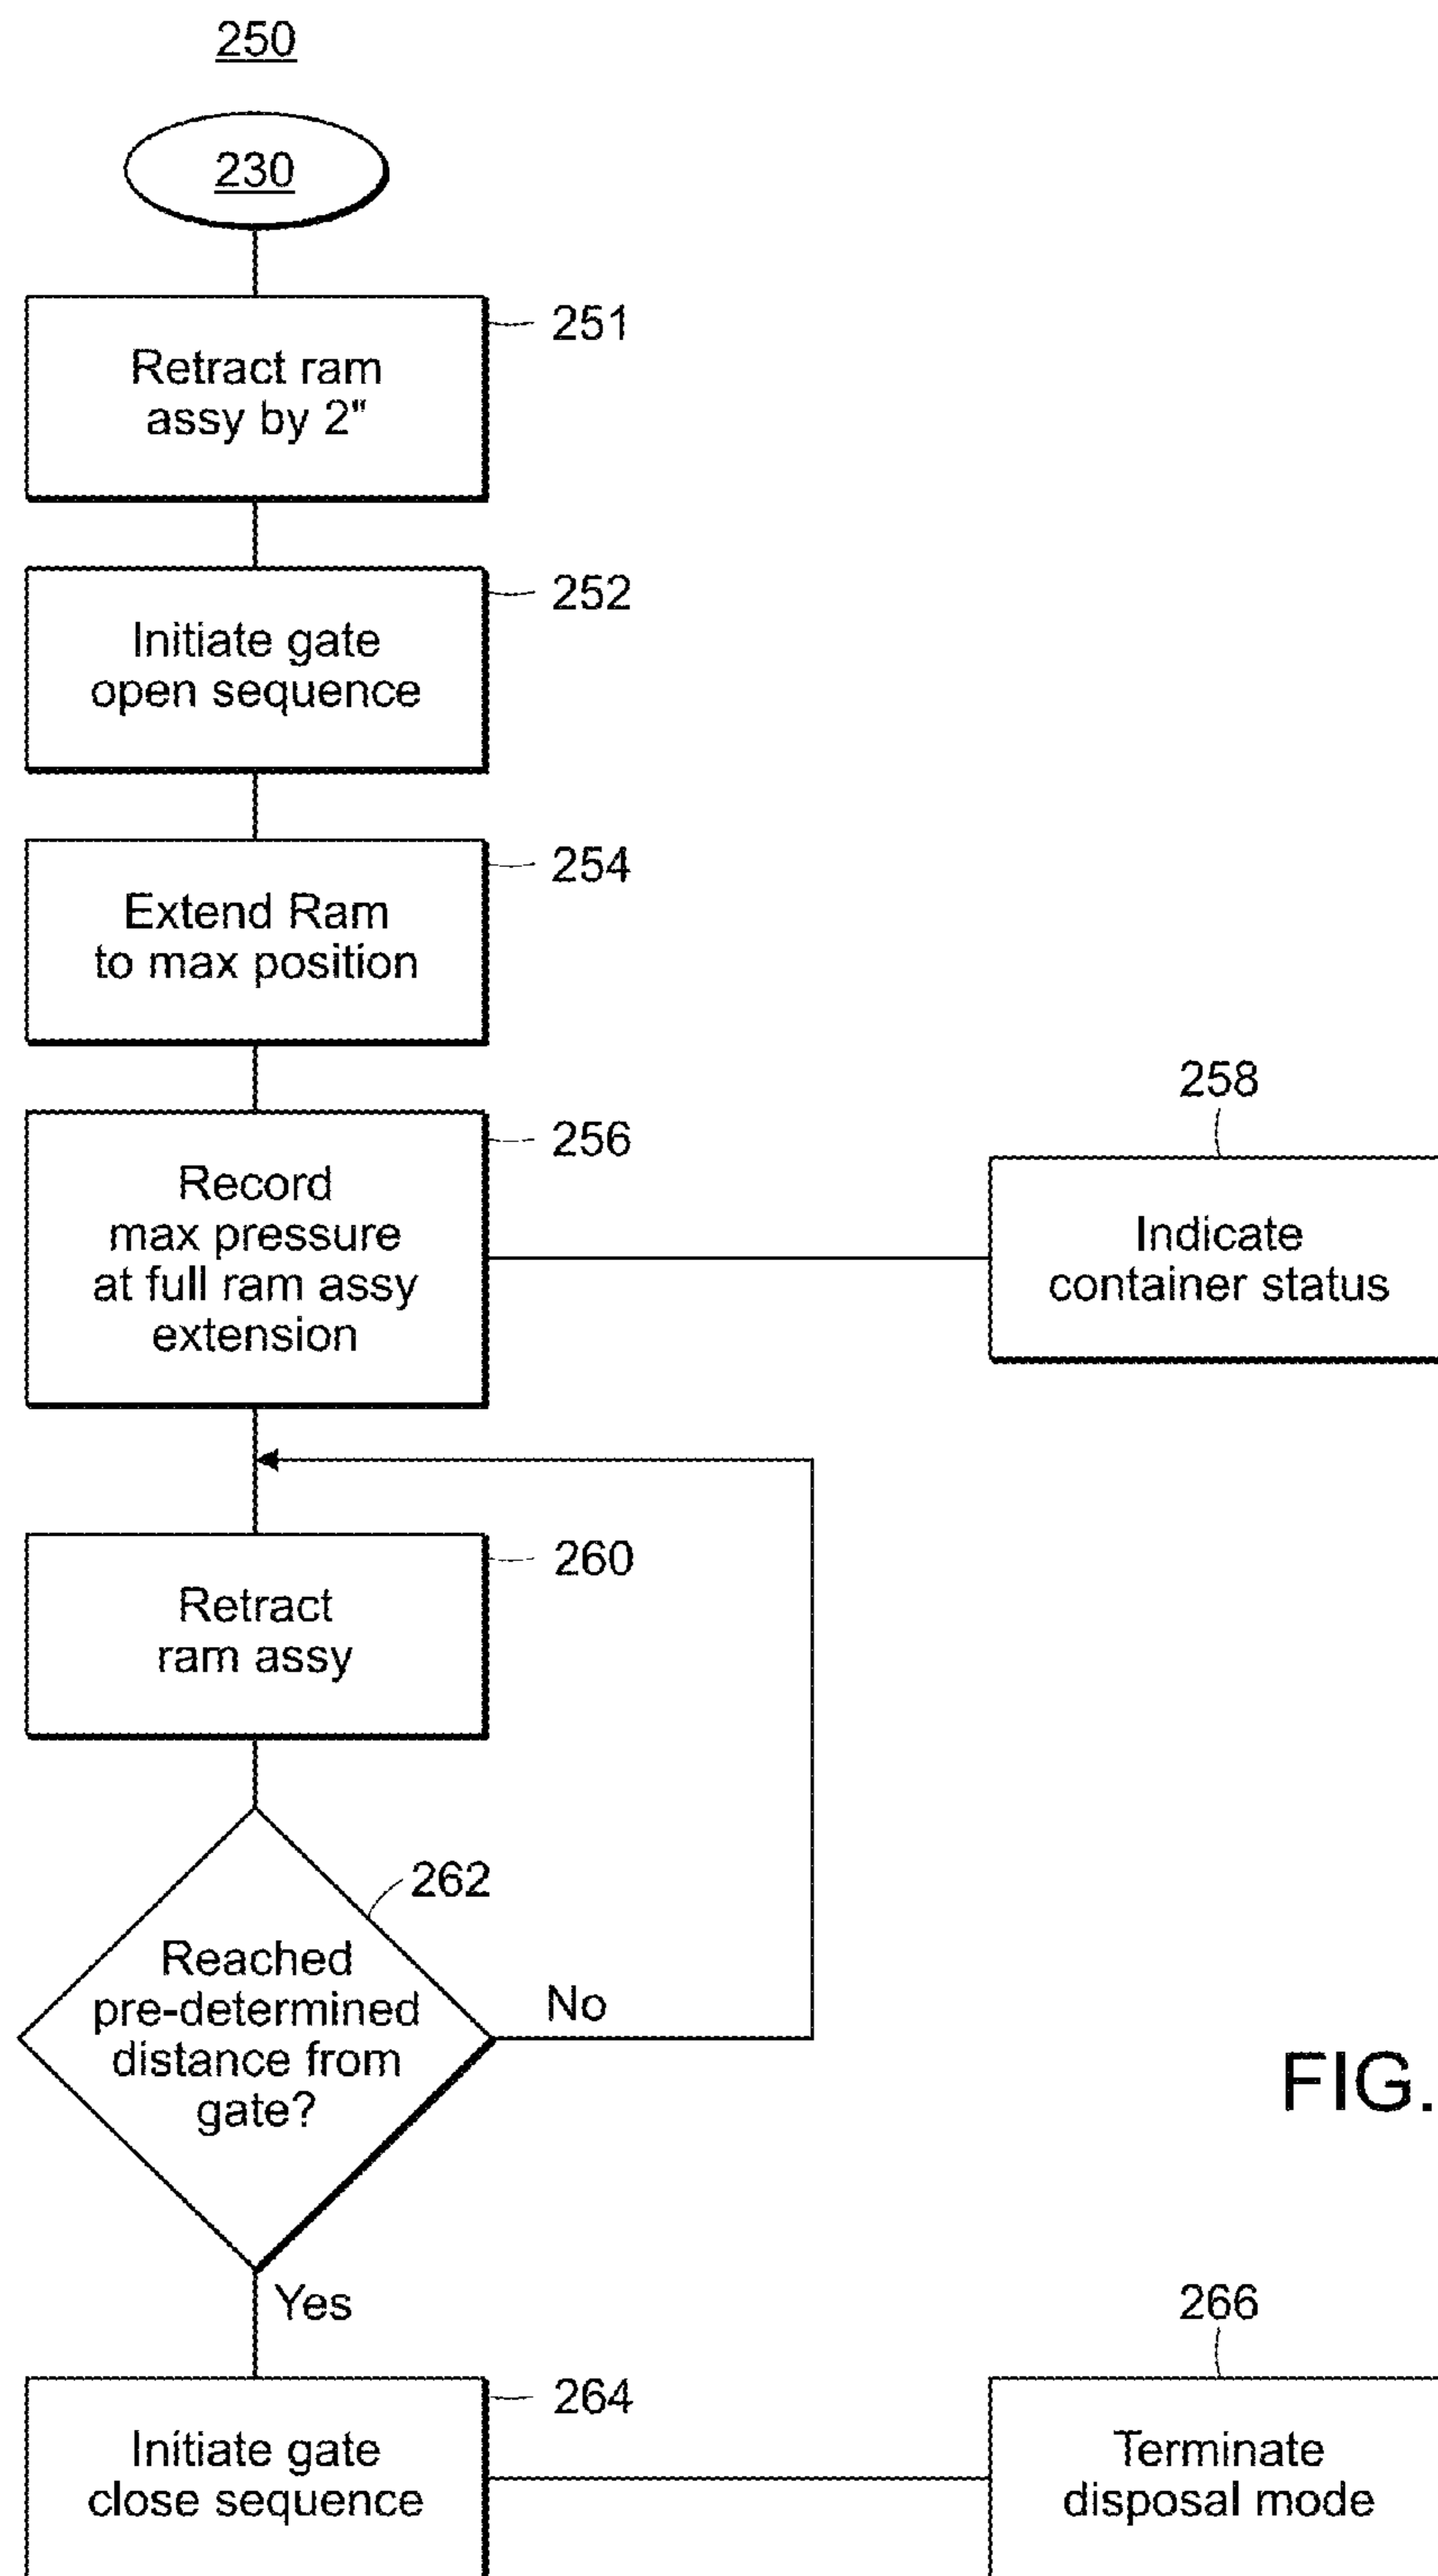 250
230
251
Retract ram
assy by 2"
252
Initiate gate
open sequence
254
Extend Ram
to max position
256
Record
max pressure
at full ram assy
extension
258
Indicate
container status
260
Retract
ram assy
262
Reached
pre-determined
distance from
gate?
No
FIG.
Yes
264
Initiate gate
close sequence
266
Terminate
disposal mode